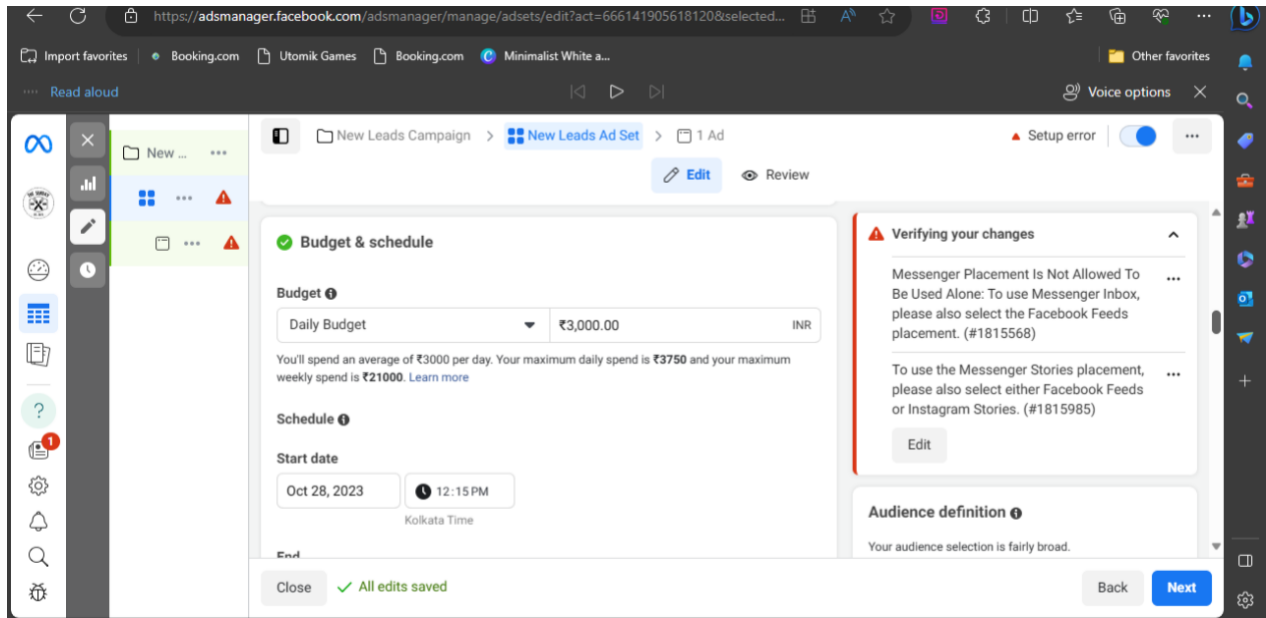 https://adsmanager.facebook.com/adsmanager/manage/adsets/edit?act=666141905618120&selected...
Import favorites
Booking.com
Utomik Games
Booking.com
Minimalist White a...
Other favorites
Read aloud
Voice options
New ...
New Leads Campaign > New Leads Ad Set > 1 Ad
Setup error
Edit
Review
Budget & schedule
Budget
Daily Budget
₹3,000.00
INR
You'll spend an average of ₹3000 per day. Your maximum daily spend is ₹3750 and your maximum
weekly spend is ₹21000. Learn more
Schedule
Start date
Oct 28, 2023
12:15 PM
Kolkata Time
End
Verifying your changes
Messenger Placement Is Not Allowed To
Be Used Alone: To use Messenger Inbox,
please also select the Facebook Feeds
placement. (#1815568)
To use the Messenger Stories placement,
please also select either Facebook Feeds
or Instagram Stories. (#1815985)
Edit
Audience definition
Your audience selection is fairly broad.
1
Close
All edits saved
Back
Next